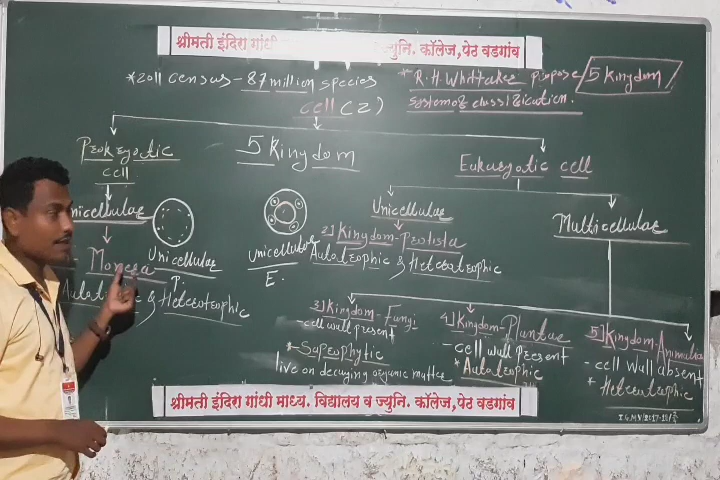 श्रीमती इंदिरा गांधी ज्युनि. कॉलेज,पेठ वडगांव
*2011 census - 87 million species
* R.H Whittaker propose 5 kingdom
system of classification.
cell (2)
Prokaryotic
cell
5 Kingdom
Eukaryotic cell
Unicellular
Unicellular
P.
Unicellular
E.
Unicellular
Multicellular
Monera
Autotrophic & Heterotrophic
2) Kingdom-Protista
Autotrophic & Heterotrophic
3) Kingdom-Fungi
-cell wall present
*-Saprophytic
live on decaying organic matter
4) Kingdom-Plantae
-cell wall present
* Autotrophic
5) Kingdom-Animalia
-cell wall absent
* Heterotrophic
श्रीमती इंदिरा गांधी माध्य. विद्यालय व ज्युनि. कॉलेज,पेठ वडगांव